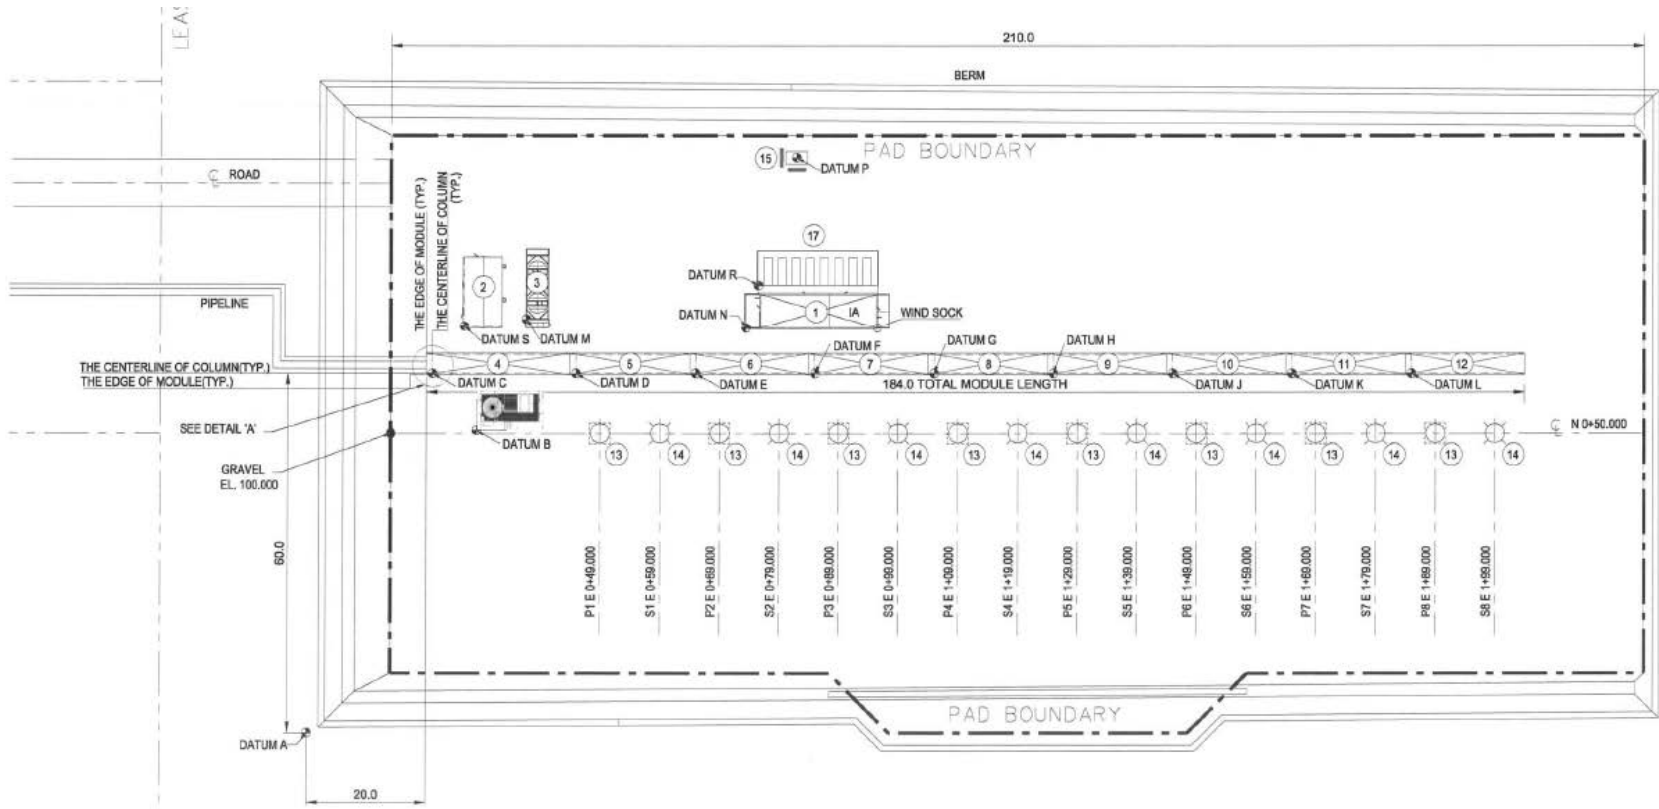 LEAS
210.0
BERM
PAD BOUNDARY
15
DATUM P
℄ ROAD
THE EDGE OF MODULE (TYP.)
THE CENTERLINE OF COLUMN
(TYP.)
17
2
3
DATUM R
1
IA
WIND SOCK
PIPELINE
DATUM N
DATUM S
DATUM M
DATUM F
DATUM G
DATUM H
4
5
6
7
8
9
10
11
12
THE CENTERLINE OF COLUMN(TYP.)
THE EDGE OF MODULE(TYP.)
DATUM C
DATUM D
DATUM E
184.0 TOTAL MODULE LENGTH
DATUM J
DATUM K
DATUM L
SEE DETAIL 'A'
DATUM B
℄ N 0+50.000
13
14
13
14
13
14
13
14
13
14
13
14
13
14
13
14
GRAVEL
EL. 100.000
60.0
P1 E 0+49.000
S1 E 0+59.000
P2 E 0+69.000
S2 E 0+79.000
P3 E 0+89.000
S3 E 0+99.000
P4 E 1+09.000
S4 E 1+19.000
P5 E 1+29.000
S5 E 1+39.000
P6 E 1+49.000
S6 E 1+59.000
P7 E 1+69.000
S7 E 1+79.000
P8 E 1+89.000
S8 E 1+99.000
PAD BOUNDARY
DATUM A
20.0